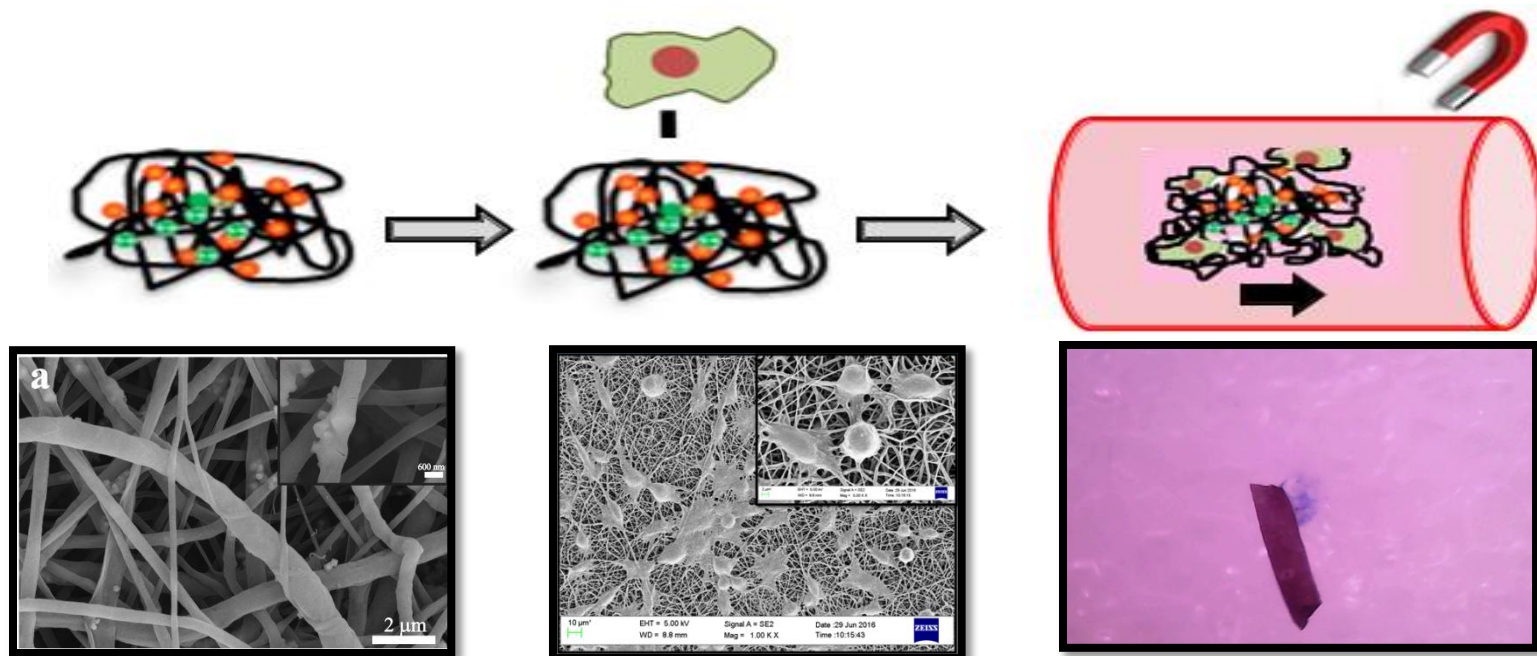 a
600 nm
2 µm
EHT = 5.00 kV
Signal A = SE2
Date :29 Jun 2016
WD = 8.8 mm
Mag = 1.00 K X
Time :10:15:43
10 µm*
ZEISS